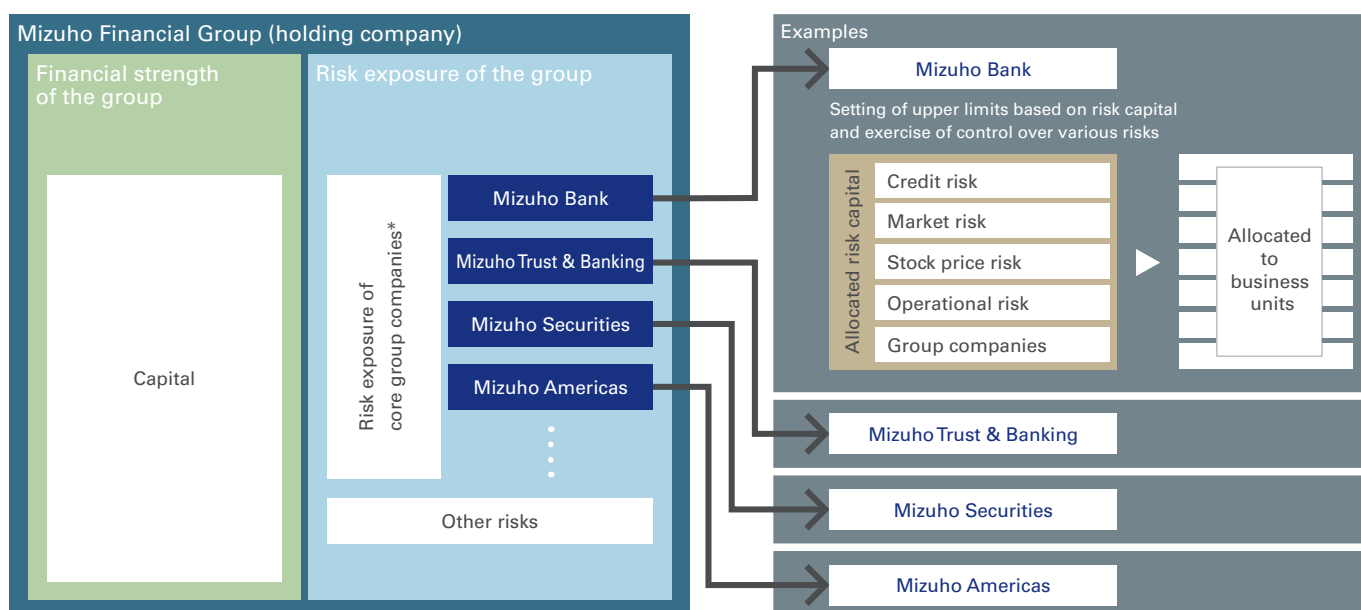 Mizuho Financial Group (holding company)
Financial strength
of the group
Capital
Risk exposure of the group
Risk exposure of
core group companies*
Mizuho Bank
Mizuho Trust & Banking
Mizuho Securities
Mizuho Americas
Other risks
Examples
Mizuho Bank
Setting of upper limits based on risk capital
and exercise of control over various risks
Allocated risk capital
Credit risk
Market risk
Stock price risk
Operational risk
Group companies
Allocated
to
business
units
Mizuho Trust & Banking
Mizuho Securities
Mizuho Americas